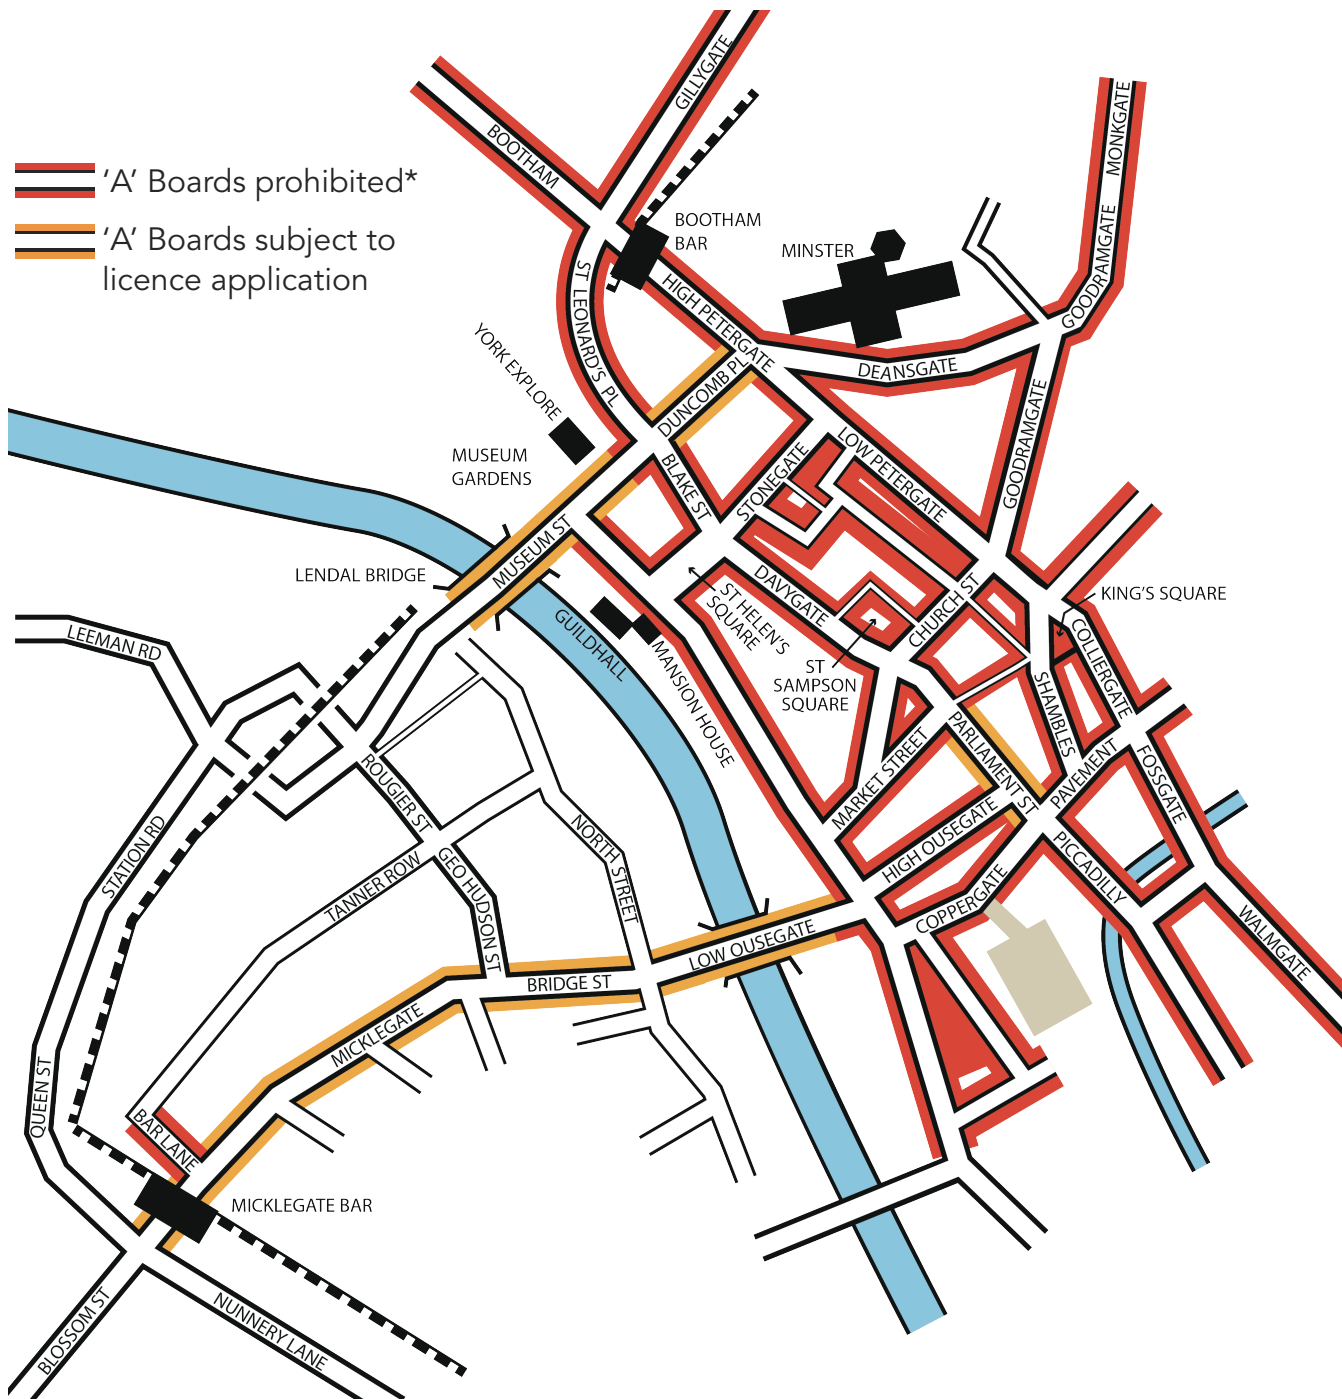 GILLYGATE
BOOTHAM
MONKGATE
'A' Boards prohibited*
'A' Boards subject to
licence application
BOOTHAM
BAR
MINSTER
GOODRAMGATE
ST LEONARD'S PL
HIGH PETERGATE
YORK EXPLORE
DEANSGATE
DUNCOMB PL
GOODRAMGATE
MUSEUM
GARDENS
BLAKE ST
STONEGATE
LOW PETERGATE
MUSEUM ST
LENDAL BRIDGE
DAVYGATE
ST HELEN'S
SQUARE
CHURCH ST
KING'S SQUARE
LEEMAN RD
GUILDHALL
MANSION HOUSE
ST
SAMPSON
SQUARE
COLLIERGATE
SHAMBLES
ROUGIER ST
MARKET STREET
PARLIAMENT ST
PAVEMENT
FOSSGATE
STATION RD
NORTH STREET
HIGH OUSEGATE
PICCADILLY
TANNER ROW
GEO HUDSON ST
COPPERGATE
WALMGATE
LOW OUSEGATE
BRIDGE ST
MICKLEGATE
QUEEN ST
BAR LANE
MICKLEGATE BAR
BLOSSOM ST
NUNNERY LANE